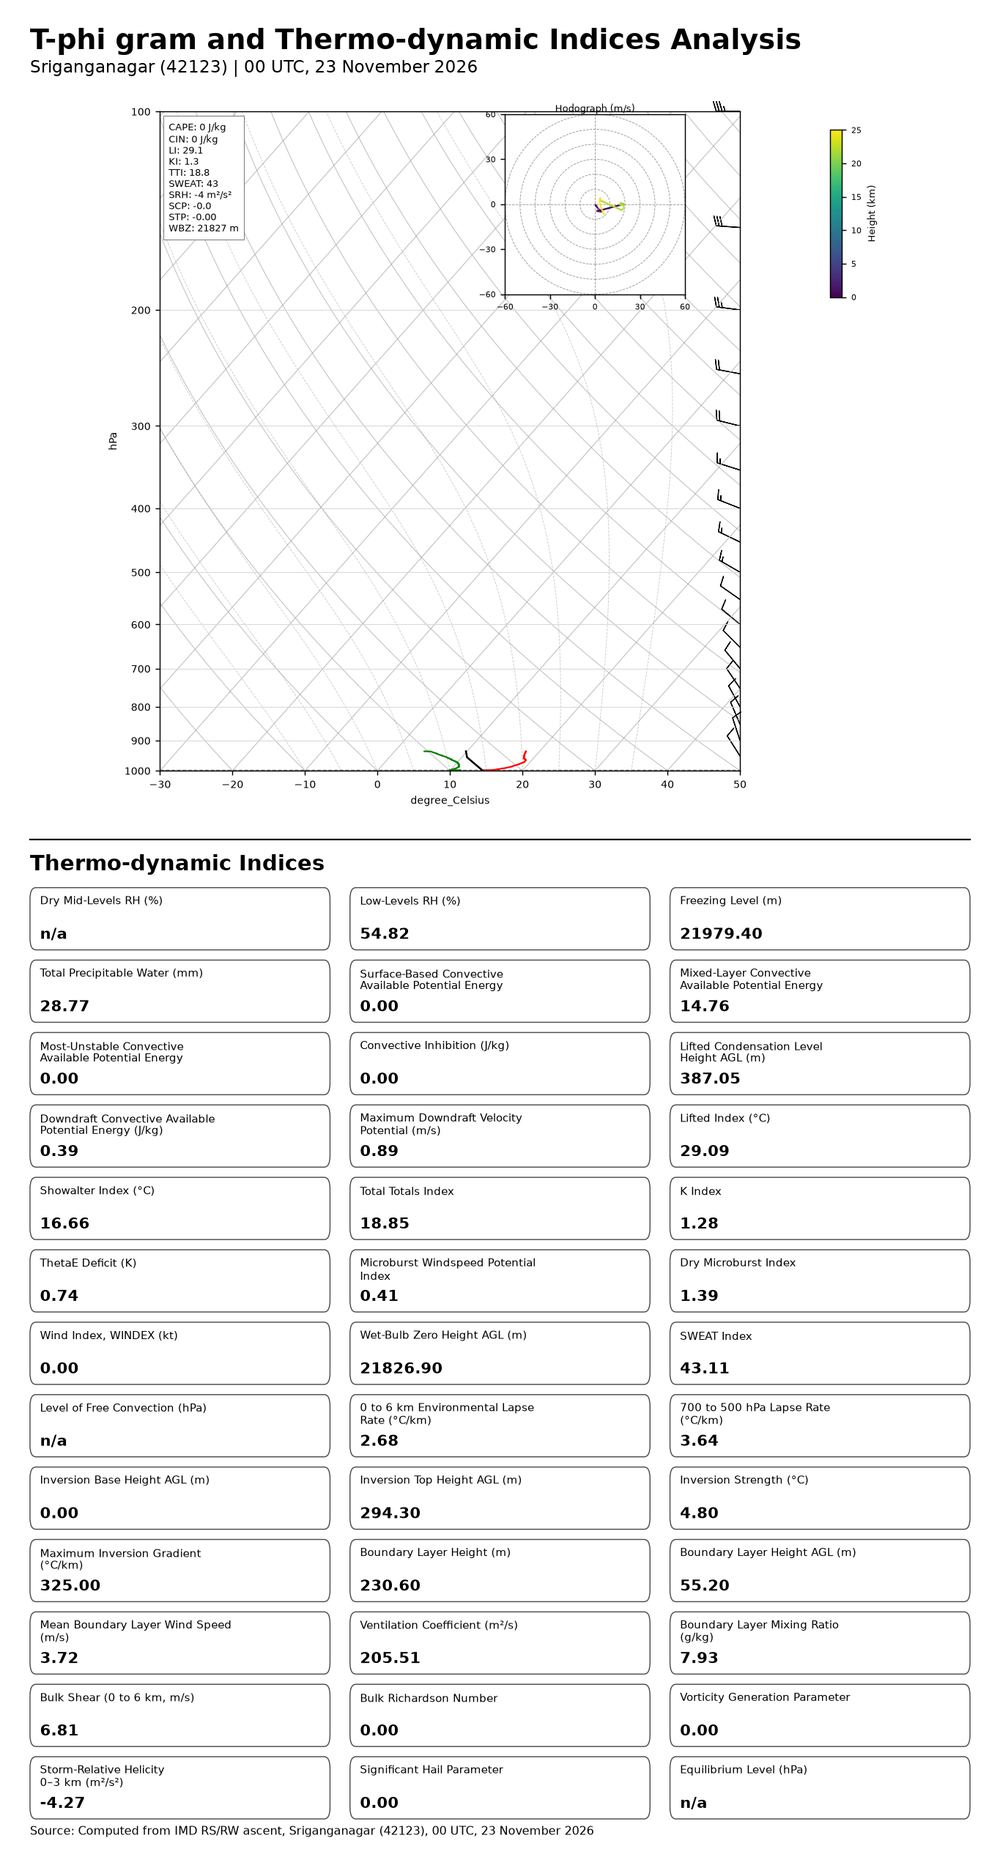 T-phi gram and Thermo-dynamic Indices Analysis
Sriganganagar (42123) | 00 UTC, 23 November 2026
Hodograph (m/s)
CAPE: 0 J/kg
CIN: 0 J/kg
LI: 29.1
KI: 1.3
TTI: 18.8
SWEAT: 43
SRH: -4 m²/s²
SCP: -0.0
STP: -0.00
WBZ: 21827 m
60
30
0
−30
−60
−60 −30 0 30 60
25
20
15
10
5
0
Height (km)
100
200
300
400
500
600
700
800
900
1000
hPa
−30 −20 −10 0 10 20 30 40 50
degree_Celsius
Thermo-dynamic Indices
Dry Mid-Levels RH (%)
n/a
Low-Levels RH (%)
54.82
Freezing Level (m)
21979.40
Total Precipitable Water (mm)
28.77
Surface-Based Convective
Available Potential Energy
0.00
Mixed-Layer Convective
Available Potential Energy
14.76
Most-Unstable Convective
Available Potential Energy
0.00
Convective Inhibition (J/kg)
0.00
Lifted Condensation Level
Height AGL (m)
387.05
Downdraft Convective Available
Potential Energy (J/kg)
0.39
Maximum Downdraft Velocity
Potential (m/s)
0.89
Lifted Index (°C)
29.09
Showalter Index (°C)
16.66
Total Totals Index
18.85
K Index
1.28
ThetaE Deficit (K)
0.74
Microburst Windspeed Potential
Index
0.41
Dry Microburst Index
1.39
Wind Index, WINDEX (kt)
0.00
Wet-Bulb Zero Height AGL (m)
21826.90
SWEAT Index
43.11
Level of Free Convection (hPa)
n/a
0 to 6 km Environmental Lapse
Rate (°C/km)
2.68
700 to 500 hPa Lapse Rate
(°C/km)
3.64
Inversion Base Height AGL (m)
0.00
Inversion Top Height AGL (m)
294.30
Inversion Strength (°C)
4.80
Maximum Inversion Gradient
(°C/km)
325.00
Boundary Layer Height (m)
230.60
Boundary Layer Height AGL (m)
55.20
Mean Boundary Layer Wind Speed
(m/s)
3.72
Ventilation Coefficient (m²/s)
205.51
Boundary Layer Mixing Ratio
(g/kg)
7.93
Bulk Shear (0 to 6 km, m/s)
6.81
Bulk Richardson Number
0.00
Vorticity Generation Parameter
0.00
Storm-Relative Helicity
0–3 km (m²/s²)
-4.27
Significant Hail Parameter
0.00
Equilibrium Level (hPa)
n/a
Source: Computed from IMD RS/RW ascent, Sriganganagar (42123), 00 UTC, 23 November 2026